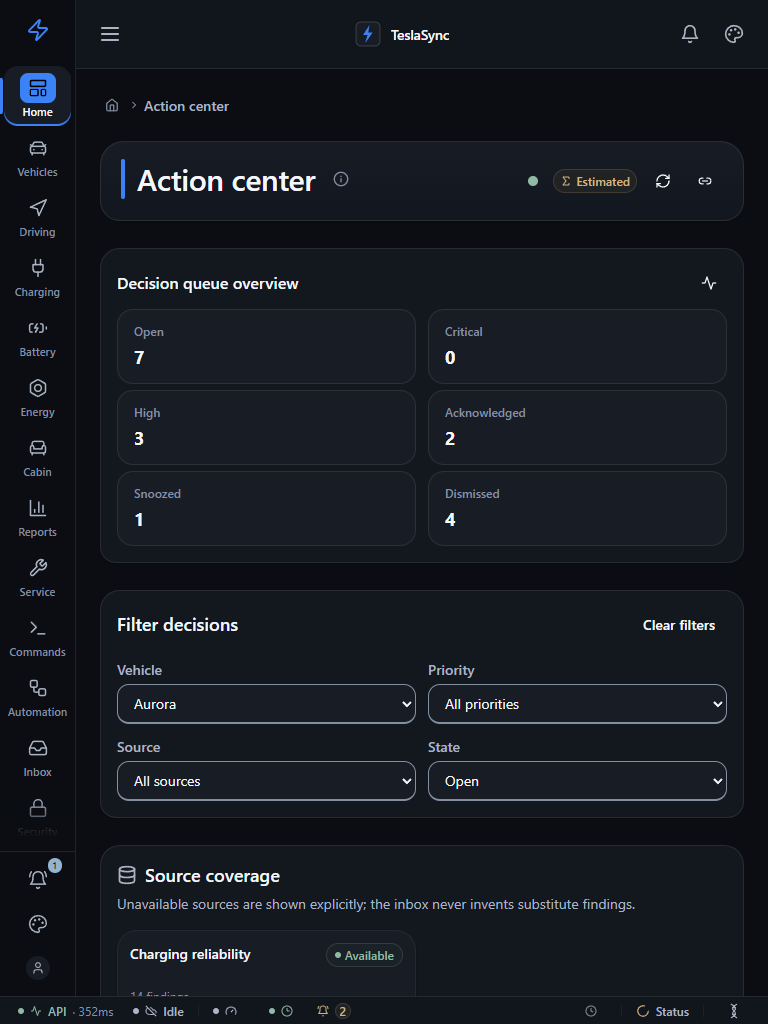 TeslaSync
Home
Vehicles
Driving
Charging
Battery
Energy
Cabin
Reports
Service
Commands
Automation
Inbox
Security
1
Action center
Action center
Estimated
Decision queue overview
Open
7
Critical
0
High
3
Acknowledged
2
Snoozed
1
Dismissed
4
Filter decisions
Clear filters
Vehicle
Aurora
Priority
All priorities
Source
All sources
State
Open
Source coverage
Unavailable sources are shown explicitly; the inbox never invents substitute findings.
Charging reliability
Available
14 findings
API · 352ms
Idle
2
Status